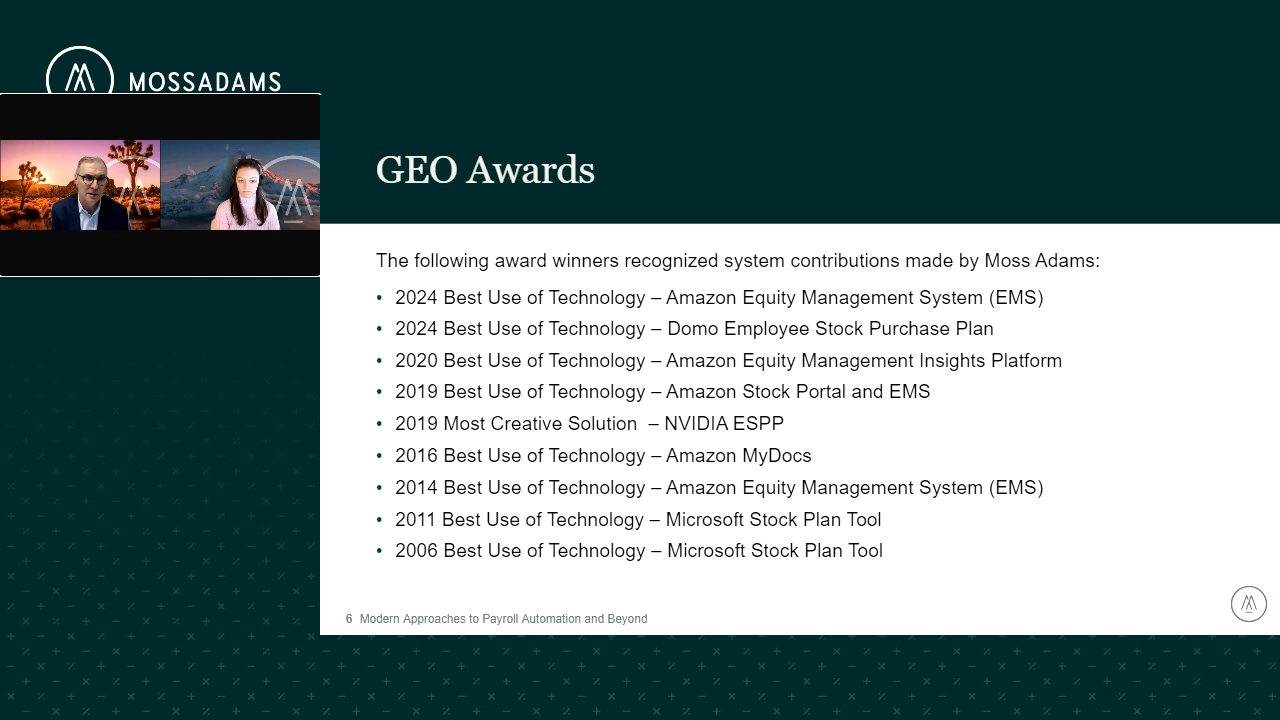 MOSSADAMS
GEO Awards
The following award winners recognized system contributions made by Moss Adams:
• 2024 Best Use of Technology – Amazon Equity Management System (EMS)
• 2024 Best Use of Technology – Domo Employee Stock Purchase Plan
• 2020 Best Use of Technology – Amazon Equity Management Insights Platform
• 2019 Best Use of Technology – Amazon Stock Portal and EMS
• 2019 Most Creative Solution  – NVIDIA ESPP
• 2016 Best Use of Technology – Amazon MyDocs
• 2014 Best Use of Technology – Amazon Equity Management System (EMS)
• 2011 Best Use of Technology – Microsoft Stock Plan Tool
• 2006 Best Use of Technology – Microsoft Stock Plan Tool
6 Modern Approaches to Payroll Automation and Beyond